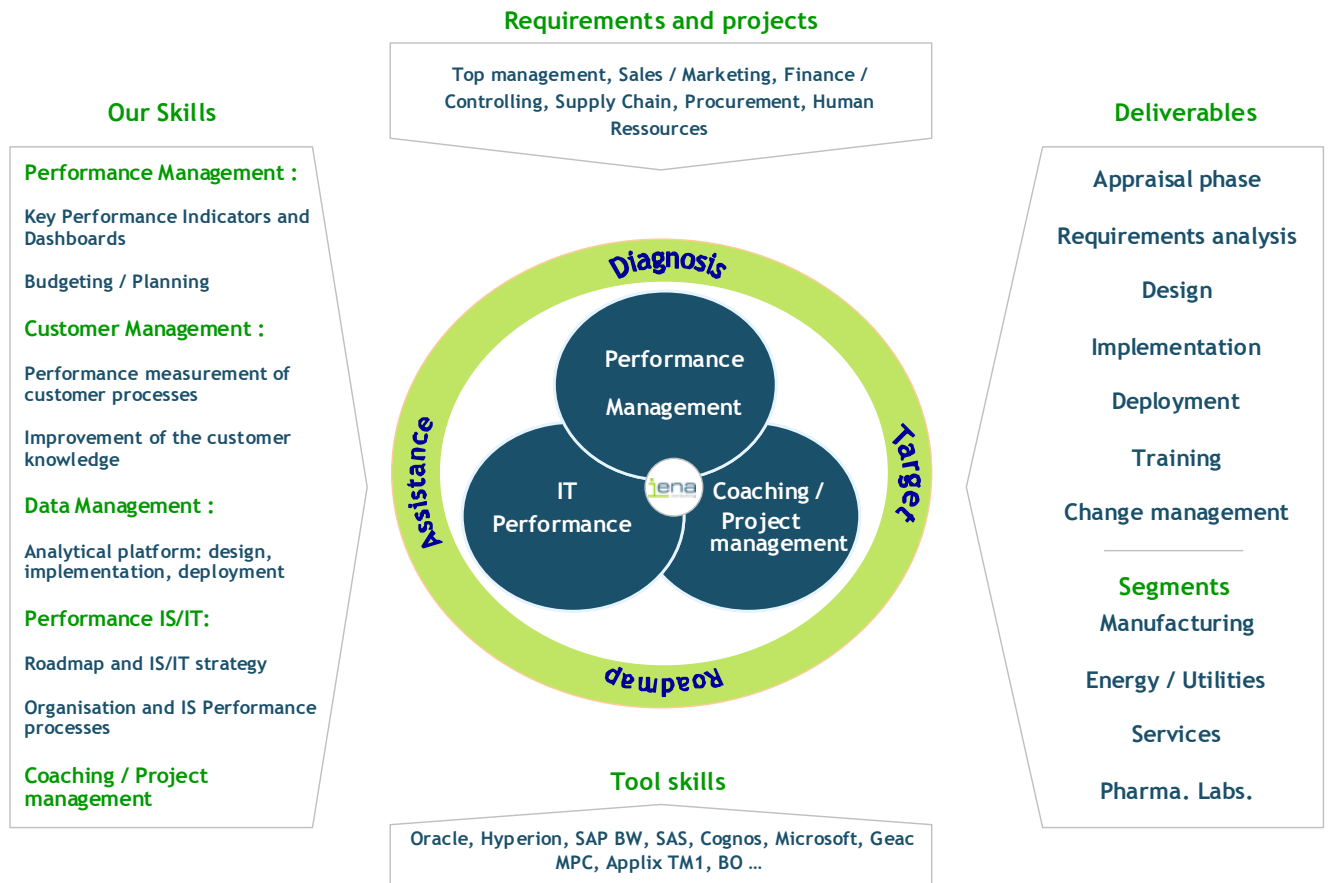 Requirements and projects
Top management, Sales / Marketing, Finance /
Controlling, Supply Chain, Procurement, Human
Ressources
Our Skills
Performance Management :
Key Performance Indicators and
Dashboards
Budgeting / Planning
Customer Management :
Performance measurement of
customer processes
Improvement of the customer
knowledge
Data Management :
Analytical platform: design,
implementation, deployment
Performance IS/IT:
Roadmap and IS/IT strategy
Organisation and IS Performance
processes
Coaching / Project
management
Diagnosis
Target
Roadmap
Assistance
Performance
Management
IT
Performance
Coaching /
Project
management
iena
Deliverables
Appraisal phase
Requirements analysis
Design
Implementation
Deployment
Training
Change management
Segments
Manufacturing
Energy / Utilities
Services
Pharma. Labs.
Tool skills
Oracle, Hyperion, SAP BW, SAS, Cognos, Microsoft, Geac
MPC, Applix TM1, BO ...